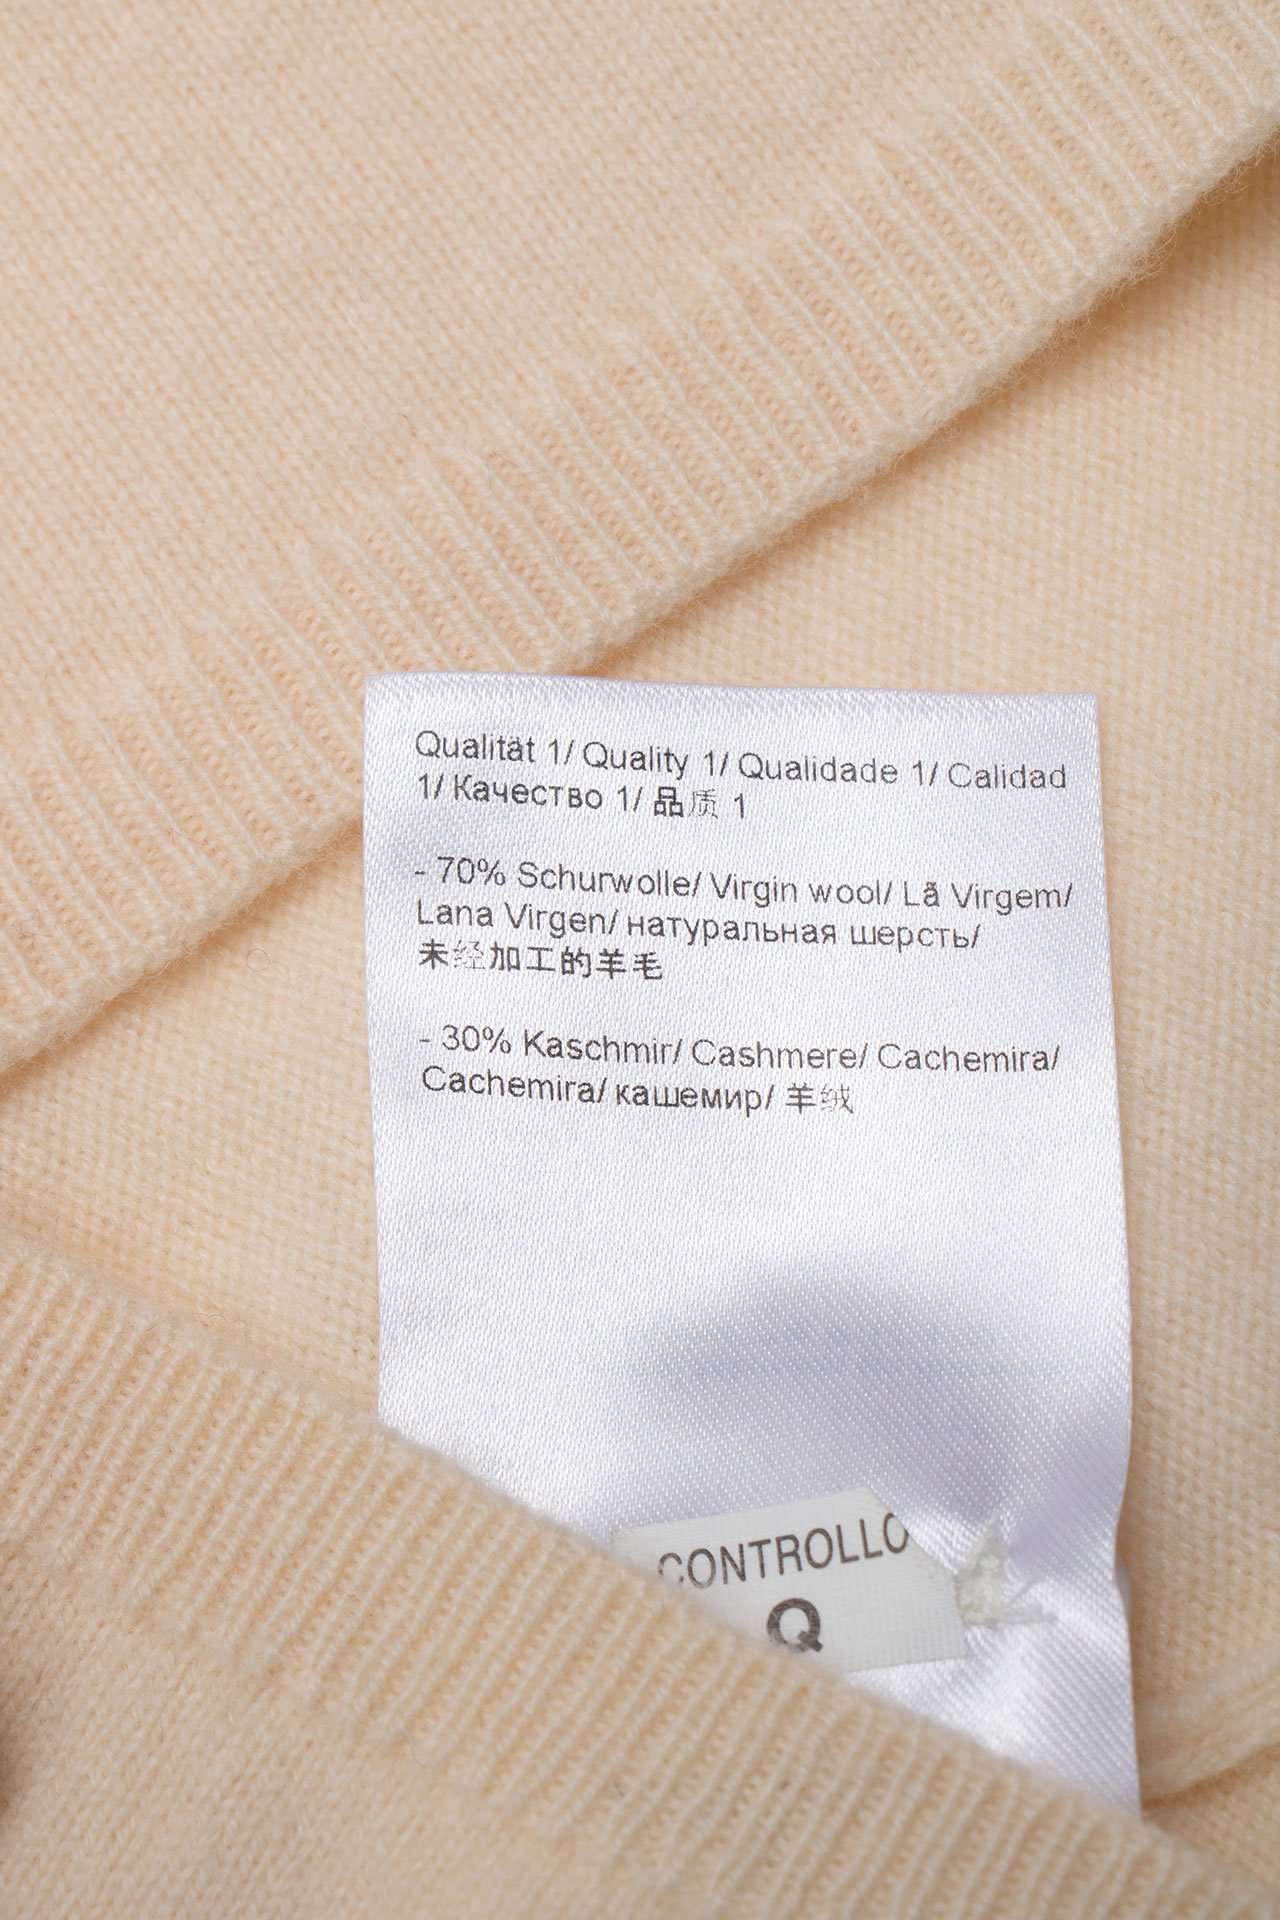 Qualität 1/ Quality 1/ Qualidade 1/ Calidad
1/ Качество 1/ 品质 1
- 70% Schurwolle/ Virgin wool/ Lã Virgem/
Lana Virgen/ натуральная шерсть/
未经加工的羊毛
- 30% Kaschmir/ Cashmere/ Cachemira/
Cachemira/ кашемир/ 羊绒
CONTROLLO
Q